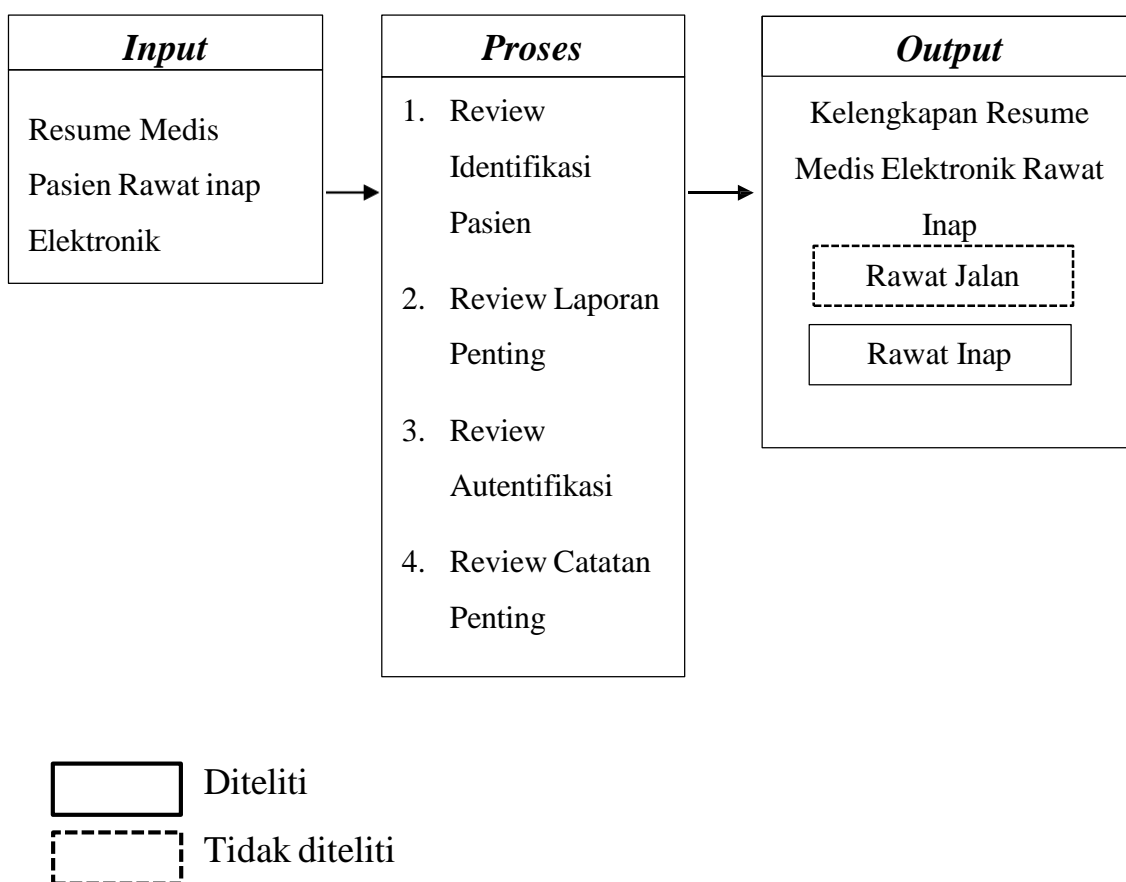 Input
Resume Medis
Pasien Rawat inap
Elektronik
Proses
1. Review
Identifikasi
Pasien
2. Review Laporan
Penting
3. Review
Autentifikasi
4. Review Catatan
Penting
Output
Kelengkapan Resume
Medis Elektronik Rawat
Inap
Rawat Jalan
Rawat Inap
Diteliti
Tidak diteliti